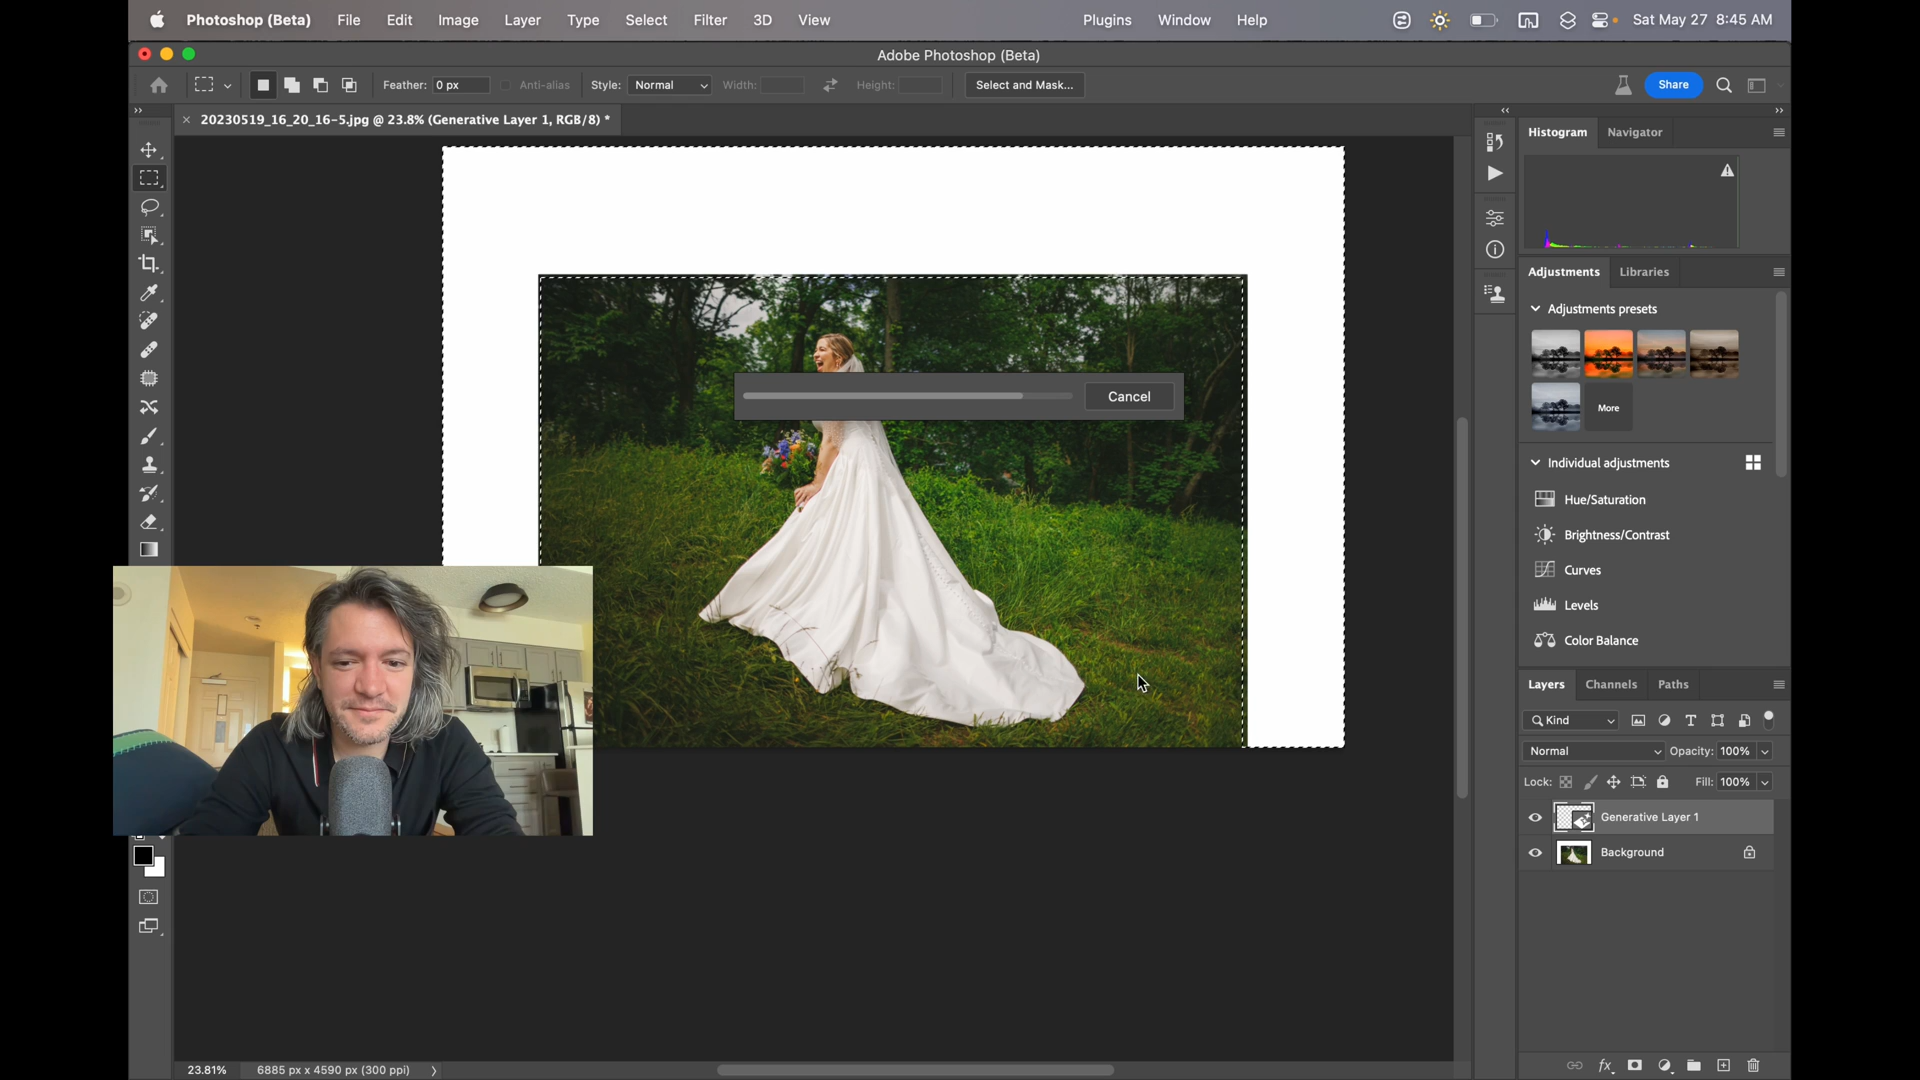 Photoshop (Beta) File Edit Image Layer Type Select Filter 3D View Plugins Window Help Sat May 27 8:45 AM
Adobe Photoshop (Beta)
Feather: 0 px Anti-alias Style: Normal Width: Height: Select and Mask... Share
20230519_16_20_16-5.jpg @ 23.8% (Generative Layer 1, RGB/8) *
Histogram Navigator
Cancel
Adjustments Libraries
Adjustments presets
More
Individual adjustments
Hue/Saturation
Brightness/Contrast
Curves
Levels
Color Balance
Layers Channels Paths
Kind
Normal Opacity: 100%
Lock: Fill: 100%
Generative Layer 1
Background
fx
23.81% 6885 px x 4590 px (300 ppi)